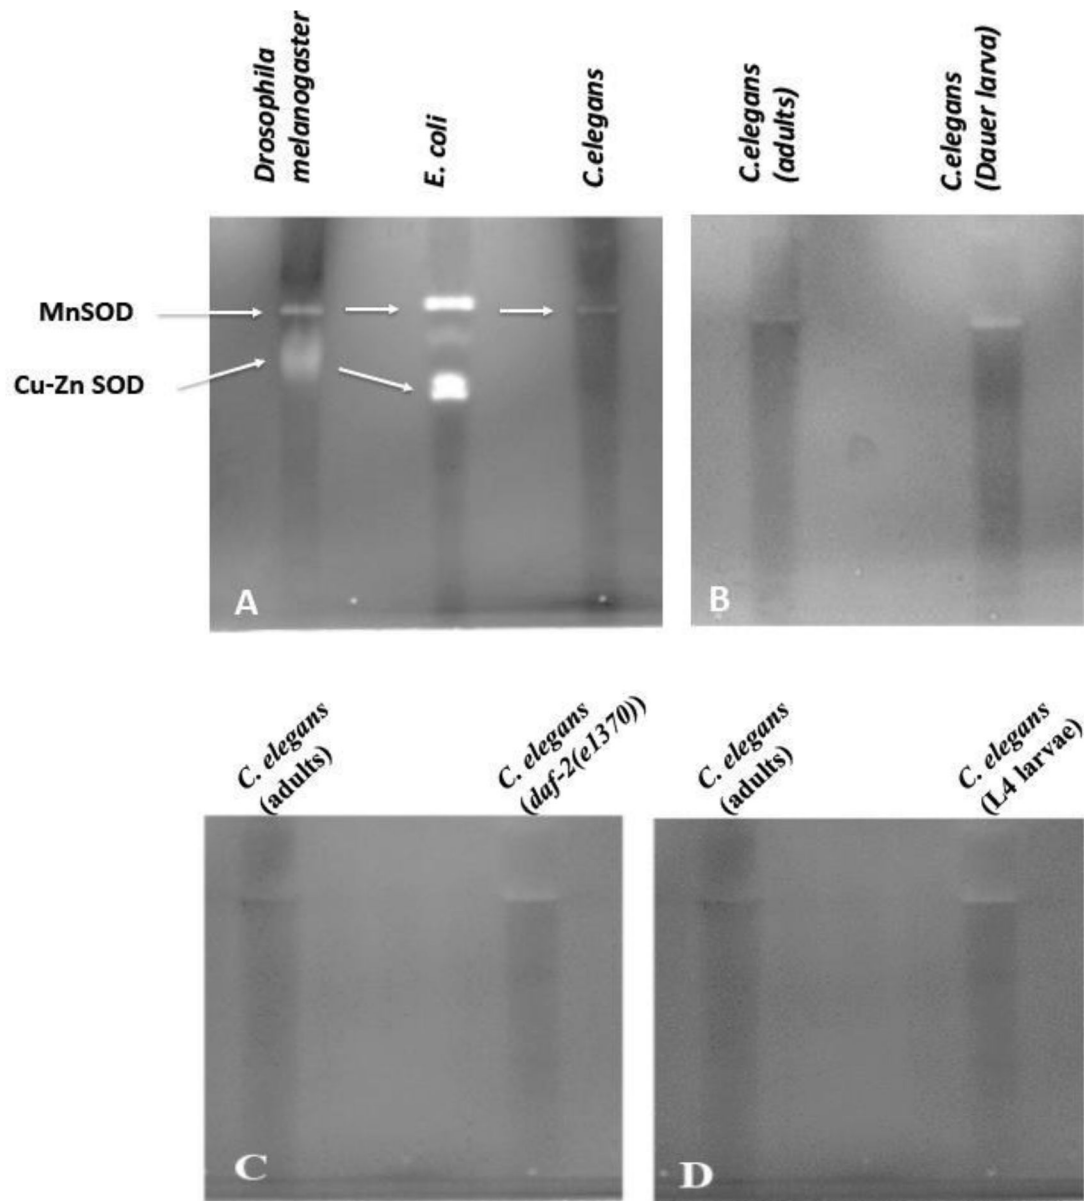 Drosophila
melanogaster
E. coli
C.elegans
C.elegans
(adults)
C.elegans
(Dauer larva)
MnSOD
Cu-Zn SOD
A
B
C. elegans
(adults)
C. elegans
(daf-2(e1370))
C. elegans
(adults)
C. elegans
(L4 larvae)
C
D